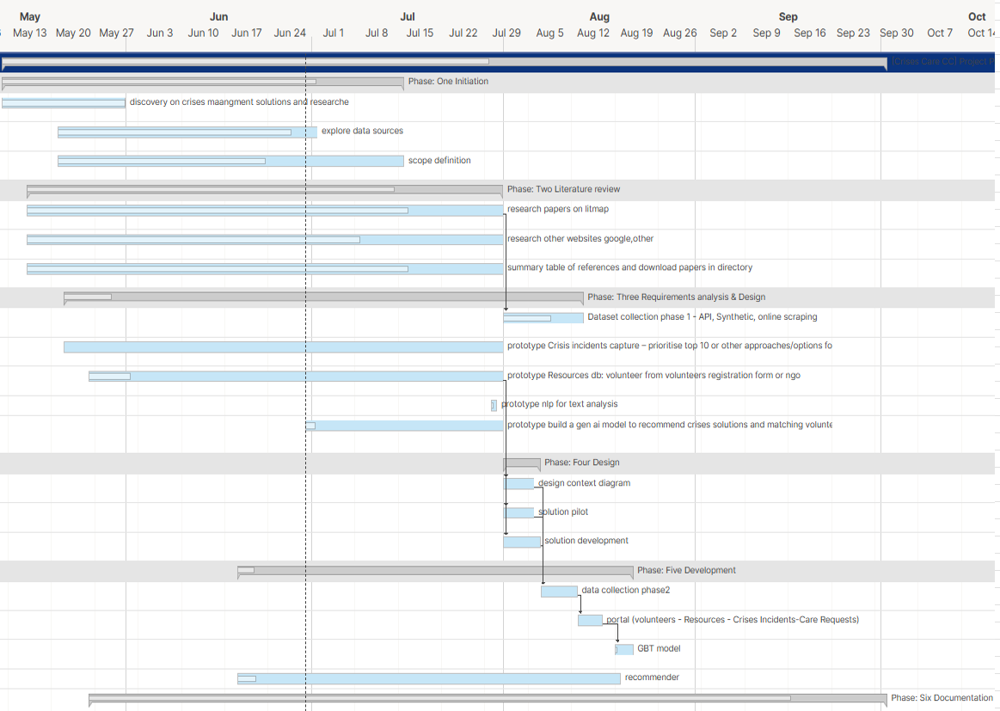 May Jun Jul Aug Sep Oct
6 May 13 May 20 May 27 Jun 3 Jun 10 Jun 17 Jun 24 Jul 1 Jul 8 Jul 15 Jul 22 Jul 29 Aug 5 Aug 12 Aug 19 Aug 26 Sep 2 Sep 9 Sep 16 Sep 23 Sep 30 Oct 7 Oct 14
[Crises Care CC] Project P
Phase: One Initiation
discovery on crises maangment solutions and researche
explore data sources
scope definition
Phase: Two Literature review
research papers on litmap
research other websites google,other
summary table of references and download papers in directory
Phase: Three Requirements analysis & Design
Dataset collection phase 1 - API, Synthetic, online scraping
prototype Crisis incidents capture – prioritise top 10 or other approaches/options fo
prototype Resources db: volunteer from volunteers registration form or ngo
prototype nlp for text analysis
prototype build a gen ai model to recommend crises solutions and matching volunte
Phase: Four Design
design context diagram
solution pilot
solution development
Phase: Five Development
data collection phase2
portal (volunteers - Resources - Crises Incidents-Care Requests)
GBT model
recommender
Phase: Six Documentation